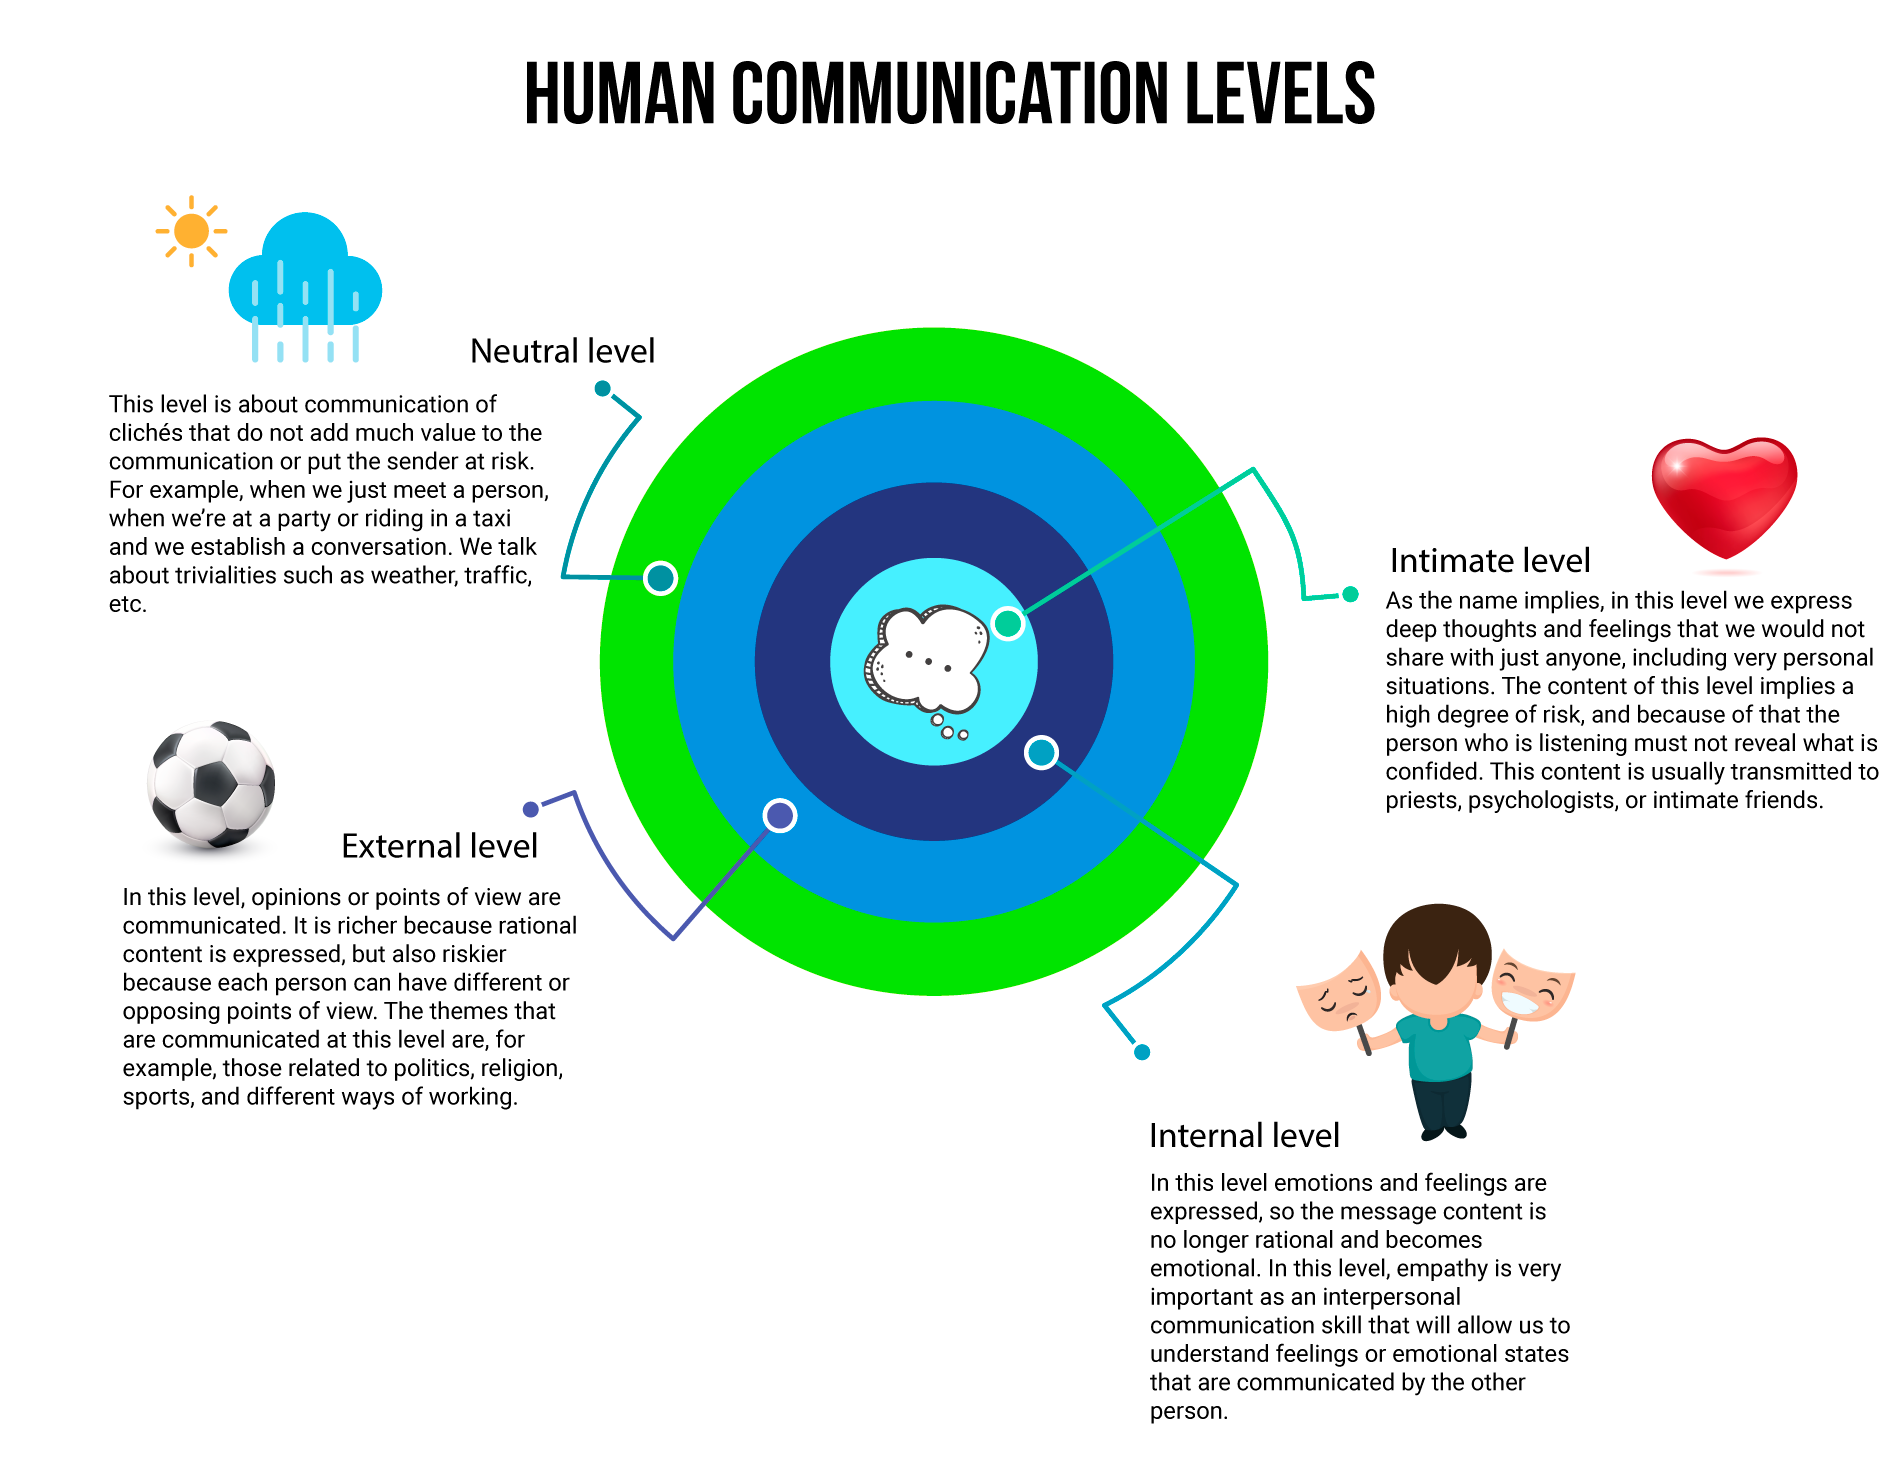 HUMAN COMMUNICATION LEVELS
Neutral level
This level is about communication of
clichés that do not add much value to the
communication or put the sender at risk.
For example, when we just meet a person,
when we’re at a party or riding in a taxi
and we establish a conversation. We talk
about trivialities such as weather, traffic,
etc.
External level
In this level, opinions or points of view are
communicated. It is richer because rational
content is expressed, but also riskier
because each person can have different or
opposing points of view. The themes that
are communicated at this level are, for
example, those related to politics, religion,
sports, and different ways of working.
Intimate level
As the name implies, in this level we express
deep thoughts and feelings that we would not
share with just anyone, including very personal
situations. The content of this level implies a
high degree of risk, and because of that the
person who is listening must not reveal what is
confided. This content is usually transmitted to
priests, psychologists, or intimate friends.
Internal level
In this level emotions and feelings are
expressed, so the message content is
no longer rational and becomes
emotional. In this level, empathy is very
important as an interpersonal
communication skill that will allow us to
understand feelings or emotional states
that are communicated by the other
person.